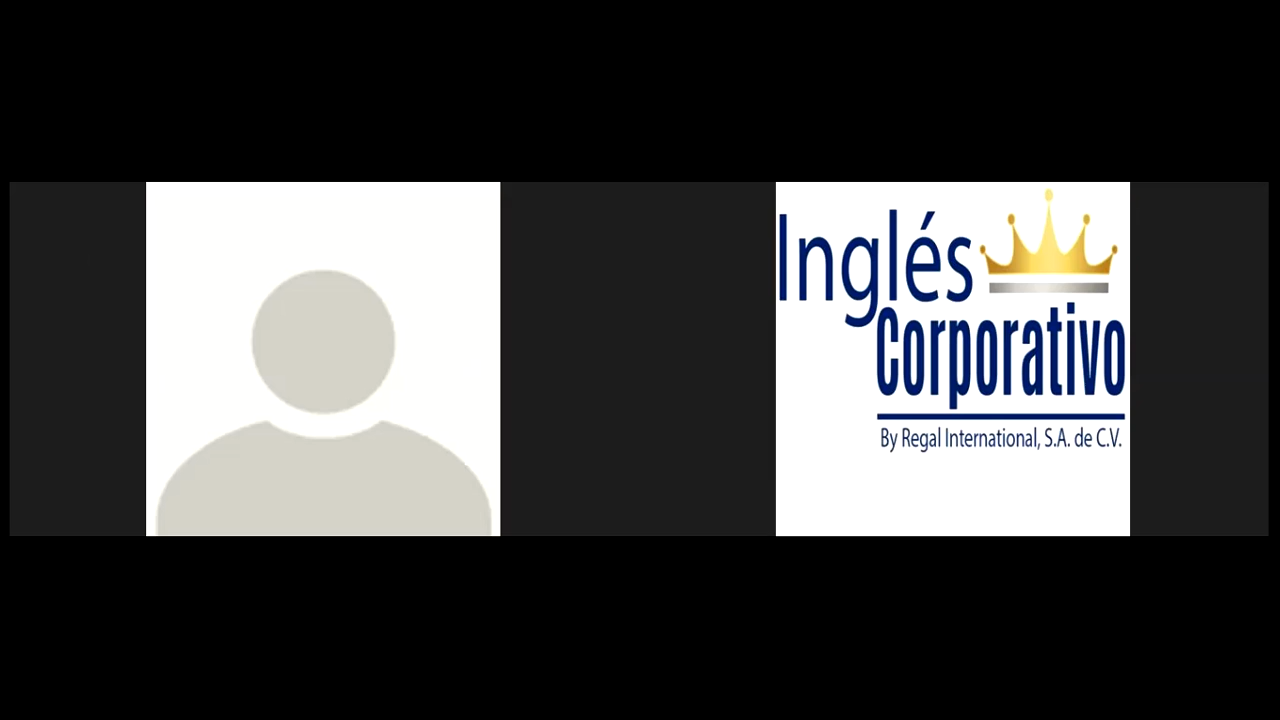 Inglés
Corporativo
By Regal International, S.A. de C.V.